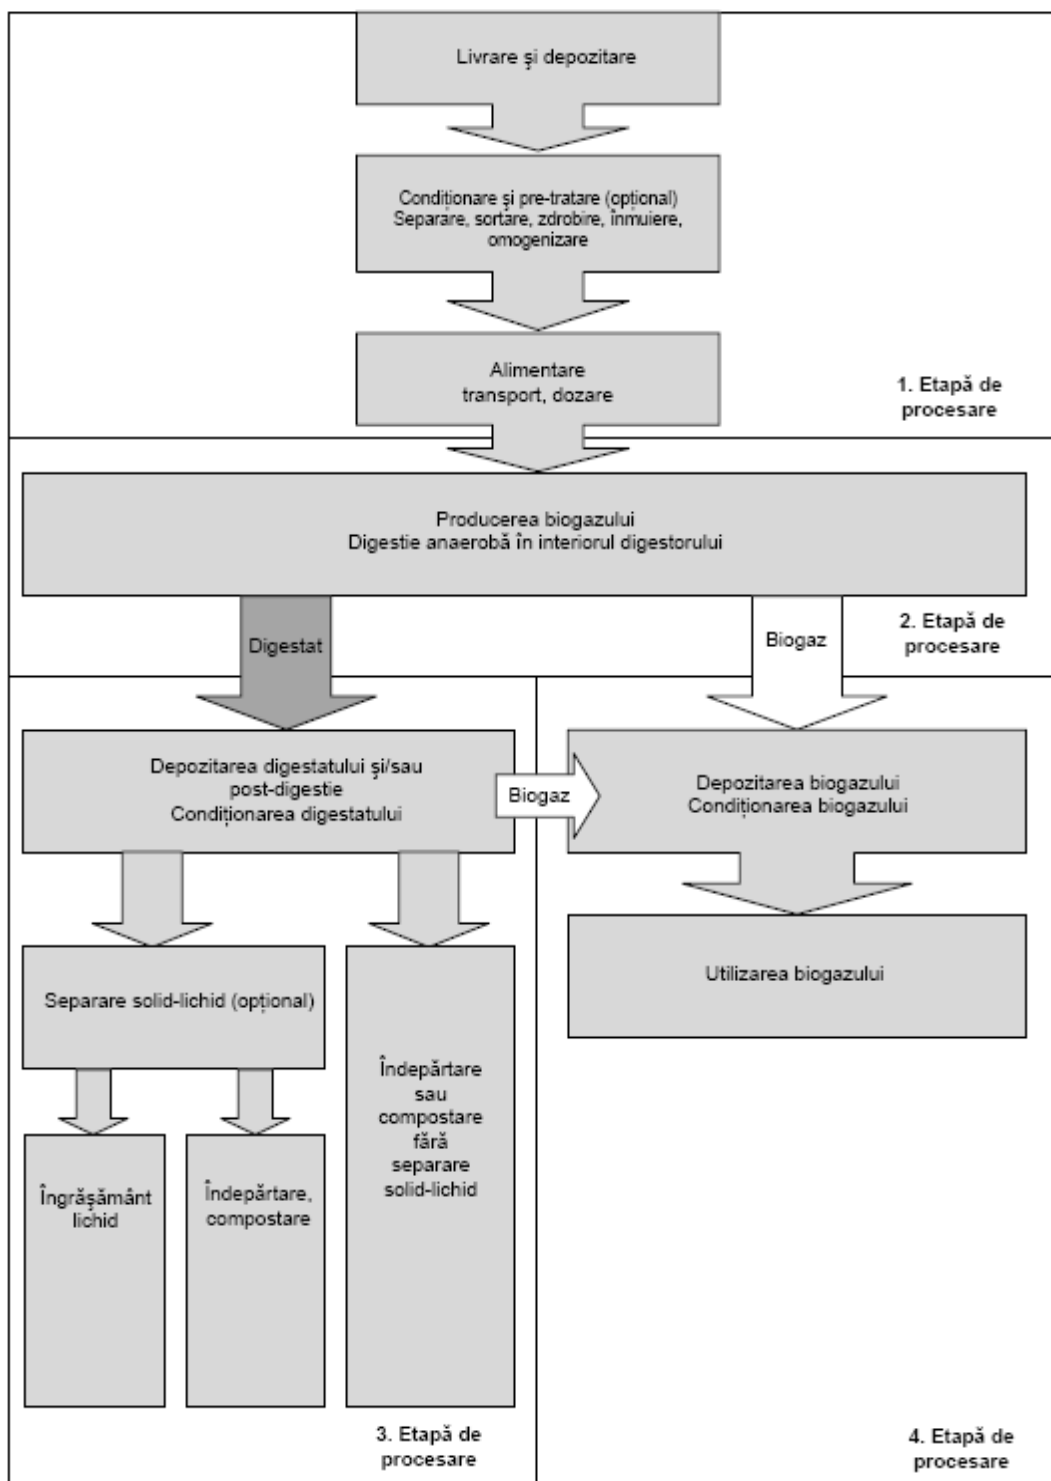 Livrare şi depozitare
Condiţionare şi pre-tratare (opţional)
Separare, sortare, zdrobire, înmuiere,
omogenizare
Alimentare
transport, dozare
1. Etapă de
procesare
Producerea biogazului
Digestie anaerobă în interiorul digestorului
2. Etapă de
procesare
Digestat
Biogaz
Depozitarea digestatului şi/sau
post-digestie
Condiţionarea digestatului
Biogaz
Depozitarea biogazului
Condiţionarea biogazului
Separare solid-lichid (opţional)
Îndepărtare
sau
compostare
fără
separare
solid-lichid
Utilizarea biogazului
Îngrăşământ
lichid
Îndepărtare,
compostare
3. Etapă de
procesare
4. Etapă de
procesare